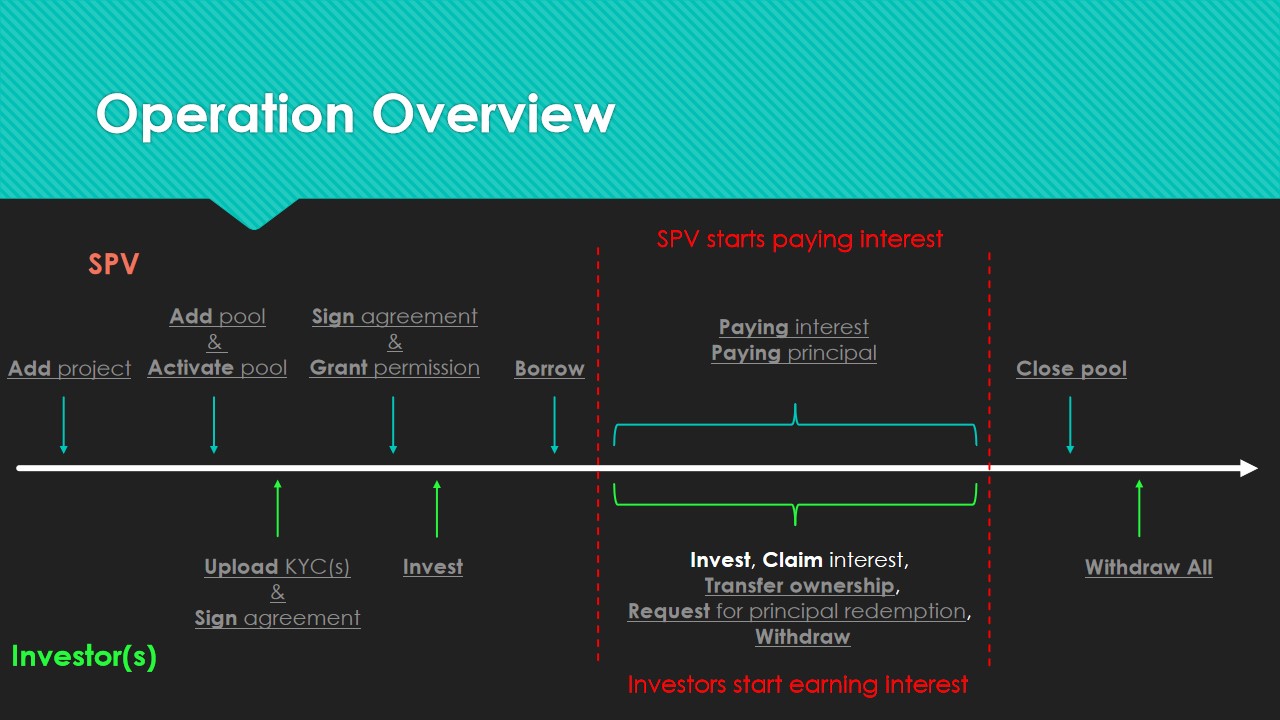 Operation Overview
SPV starts paying interest
SPV
Add pool
&
Activate pool
Sign agreement
&
Grant permission
Paying interest
Paying principal
Add project
Borrow
Close pool
Upload KYC(s)
&
Sign agreement
Invest
Invest, Claim interest,
Transfer ownership,
Request for principal redemption,
Withdraw
Withdraw All
Investor(s)
Investors start earning interest